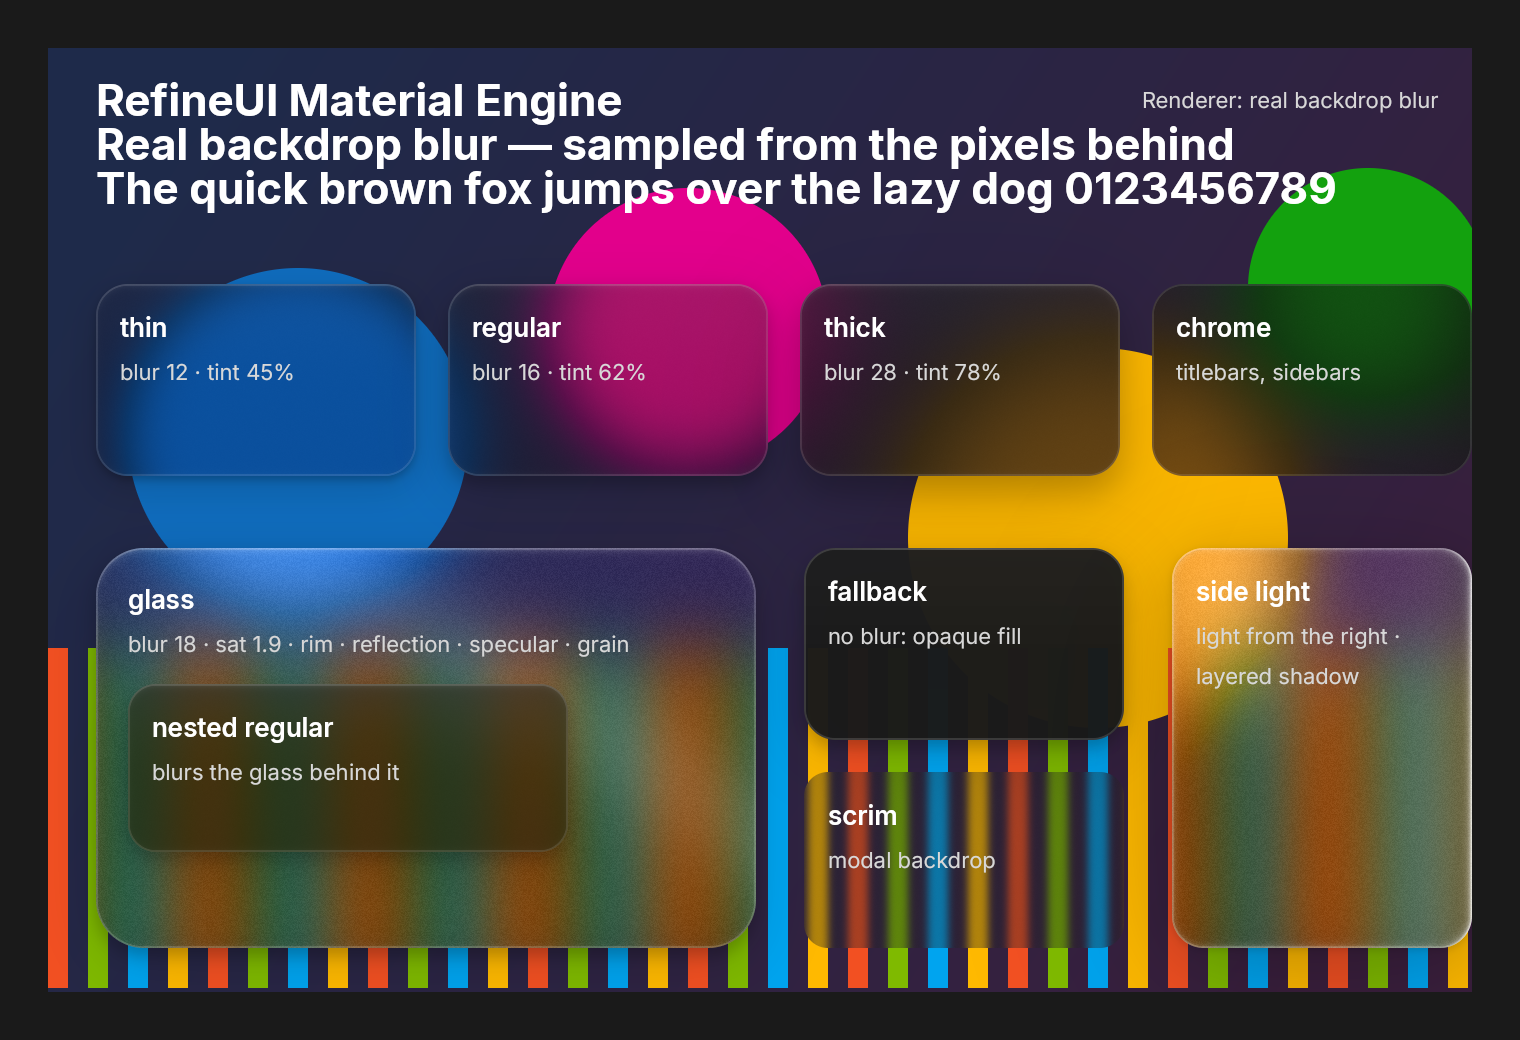 RefineUI Material Engine
Renderer: real backdrop blur
Real backdrop blur — sampled from the pixels behind
The quick brown fox jumps over the lazy dog 0123456789
thin
blur 12 · tint 45%
regular
blur 16 · tint 62%
thick
blur 28 · tint 78%
chrome
titlebars, sidebars
glass
blur 18 · sat 1.9 · rim · reflection · specular · grain
nested regular
blurs the glass behind it
fallback
no blur: opaque fill
scrim
modal backdrop
side light
light from the right ·
layered shadow